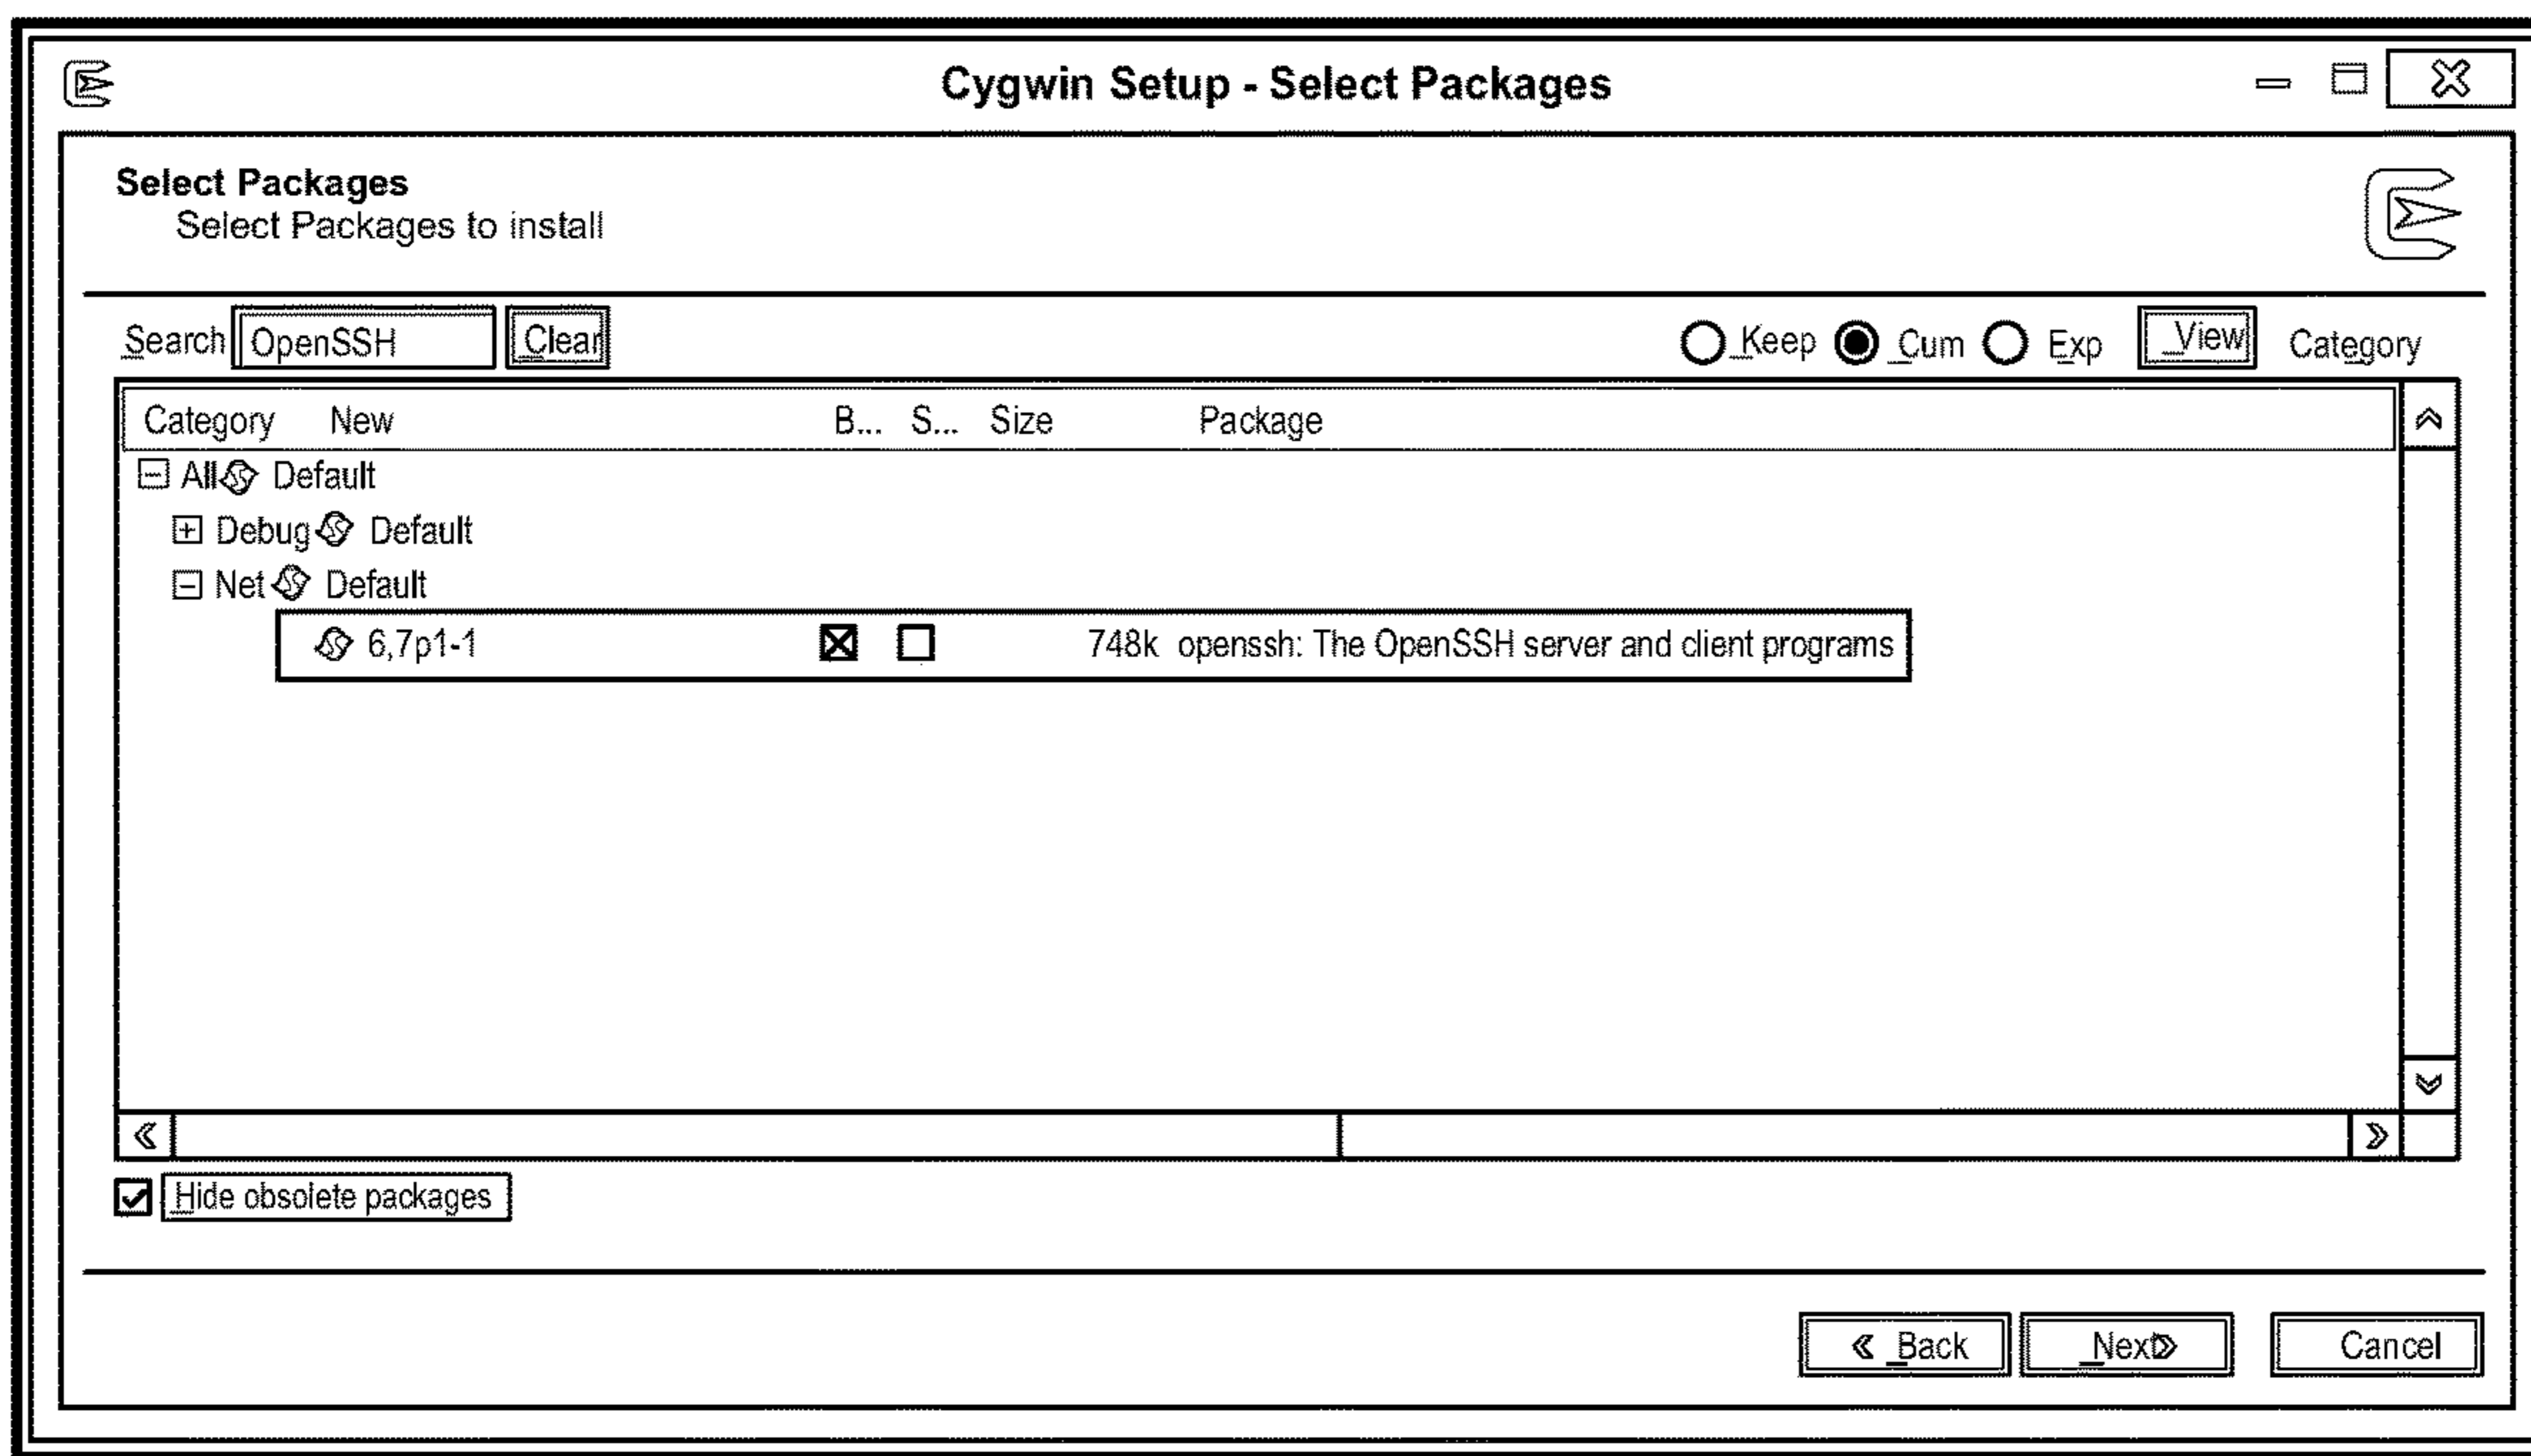 Cygwin Setup - Select Packages
Select Packages
Select Packages to install
Search OpenSSH Clear Keep Cum Exp View Category
Category New B... S... Size Package
All Default
Debug Default
Net Default
6,7p1-1 748k openssh: The OpenSSH server and client programs
Hide obsolete packages
Back Next Cancel